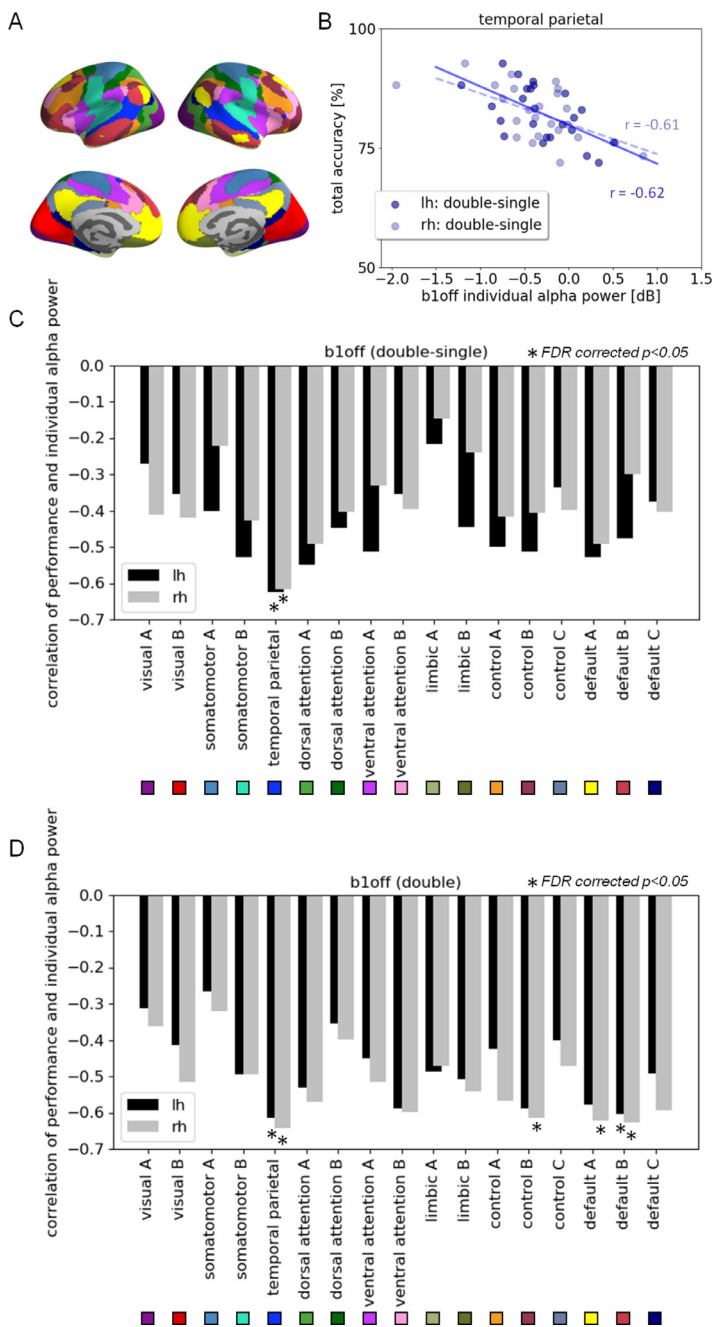 A
B
temporal parietal
100
75
50
total accuracy [%]
r = -0.61
r = -0.62
lh: double-single
rh: double-single
−2.0
−1.5
−1.0
−0.5
0.0
0.5
1.0
1.5
b1off individual alpha power [dB]
C
b1off (double-single)
* FDR corrected p<0.05
correlation of performance and individual alpha power
0.0
−0.1
−0.2
−0.3
−0.4
−0.5
−0.6
−0.7
lh
rh
* *
visual A
visual B
somatomotor A
somatomotor B
temporal parietal
dorsal attention A
dorsal attention B
ventral attention A
ventral attention B
limbic A
limbic B
control A
control B
control C
default A
default B
default C
D
b1off (double)
* FDR corrected p<0.05
correlation of performance and individual alpha power
0.0
−0.1
−0.2
−0.3
−0.4
−0.5
−0.6
−0.7
lh
rh
* * * * * *
visual A
visual B
somatomotor A
somatomotor B
temporal parietal
dorsal attention A
dorsal attention B
ventral attention A
ventral attention B
limbic A
limbic B
control A
control B
control C
default A
default B
default C